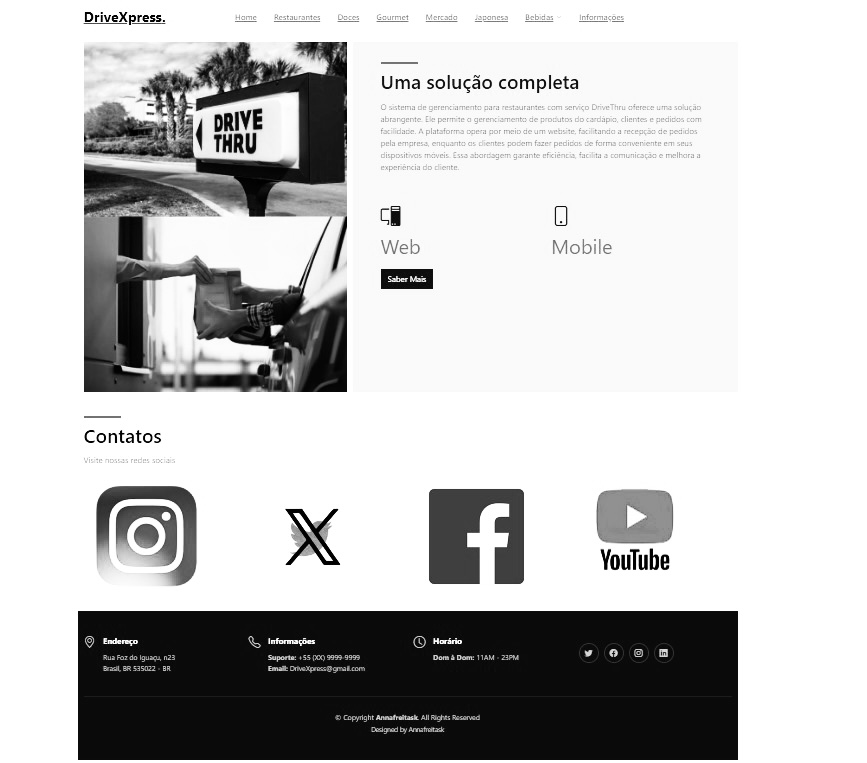 DriveXpress.
Home Restaurantes Doces Gourmet Mercado Japonesa Bebidas Informações
DRIVE
THRU
Uma solução completa
O sistema de gerenciamento para restaurantes com serviço DriveThru oferece uma solução
abrangente. Ele permite o gerenciamento de produtos do cardápio, clientes e pedidos com
facilidade. A plataforma opera por meio de um website, facilitando a recepção de pedidos
pela empresa, enquanto os clientes podem fazer pedidos de forma conveniente em seus
dispositivos móveis. Essa abordagem garante eficiência, facilita a comunicação e melhora a
experiência do cliente.
Web
Mobile
Saber Mais
Contatos
Visite nossas redes sociais
YouTube
Endereço
Rua Foz do Iguaçu, n23
Brasil, BR 535022 - BR
Informações
Suporte: +55 (XX) 9999-9999
Email: DriveXpress@gmail.com
Horário
Dom à Dom: 11AM - 23PM
© Copyright Annafreitask. All Rights Reserved
Designed by Annafreitask